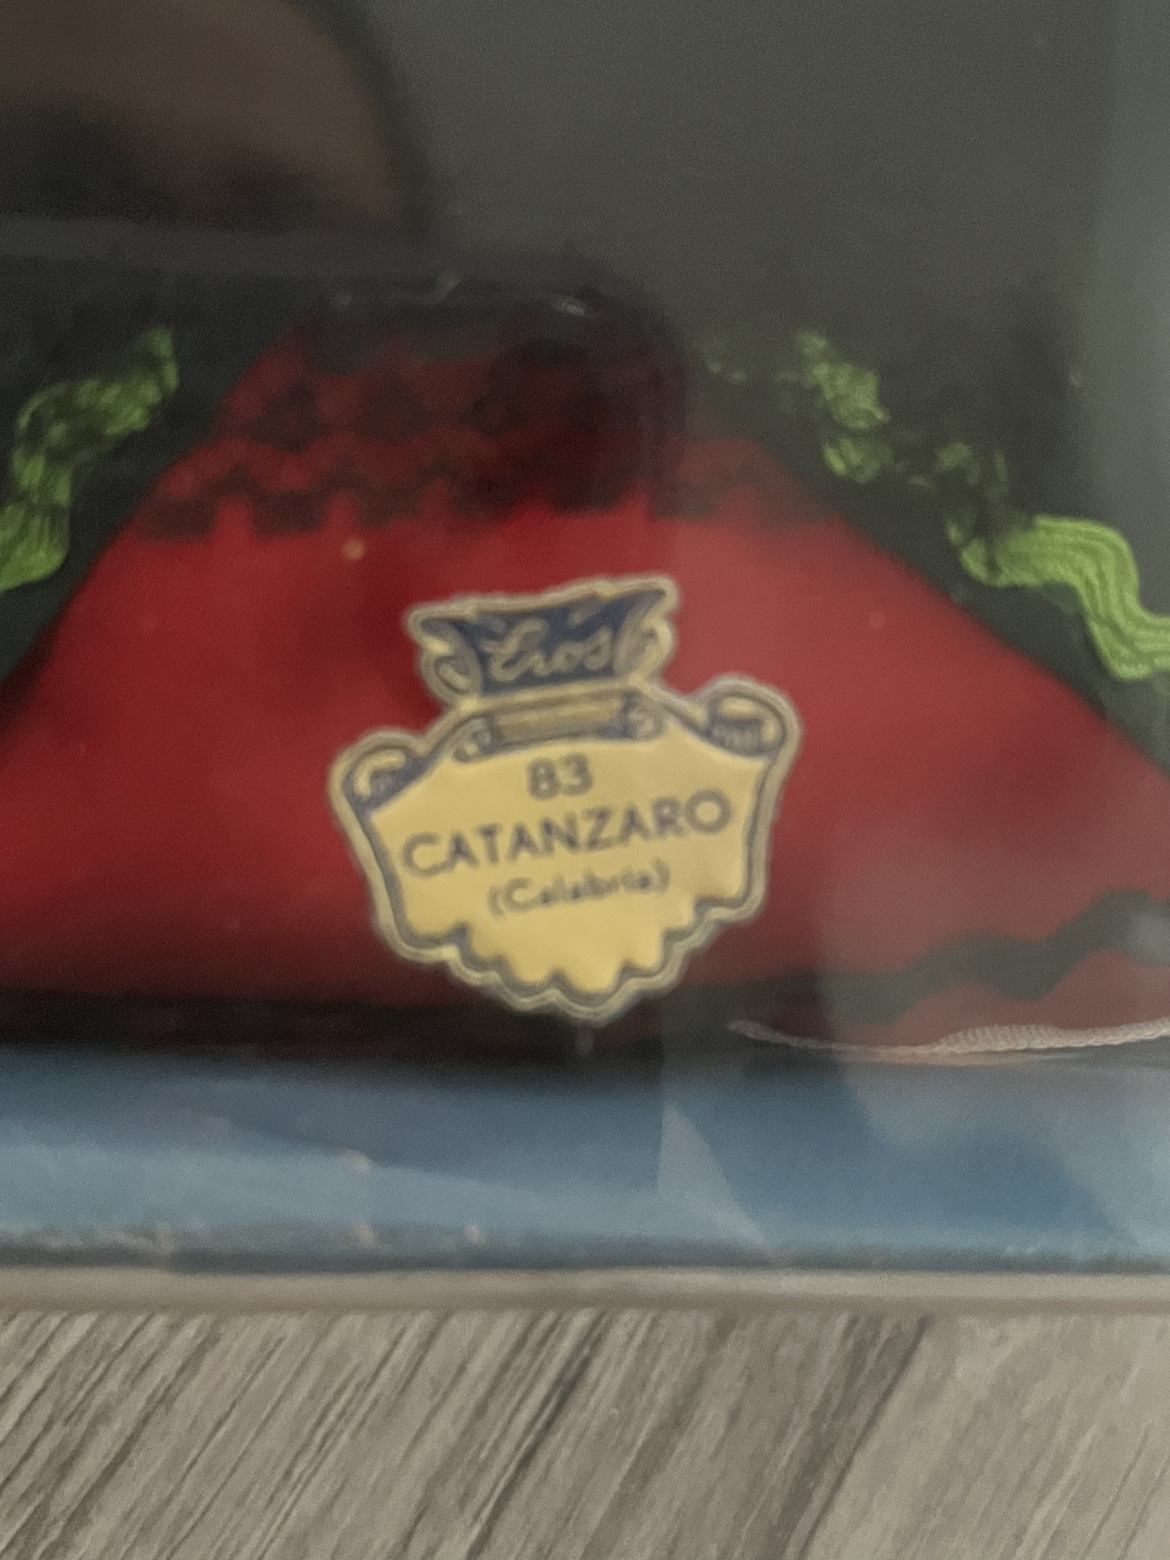 Eros
83
CATANZARO
(Calabria)